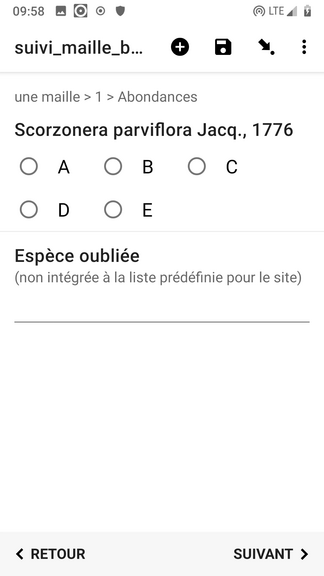 09:58 LTE
suivi_maille_b...
une maille > 1 > Abondances
Scorzonera parviflora Jacq., 1776
A B C
D E
Espèce oubliée
(non intégrée à la liste prédéfinie pour le site)
RETOUR SUIVANT